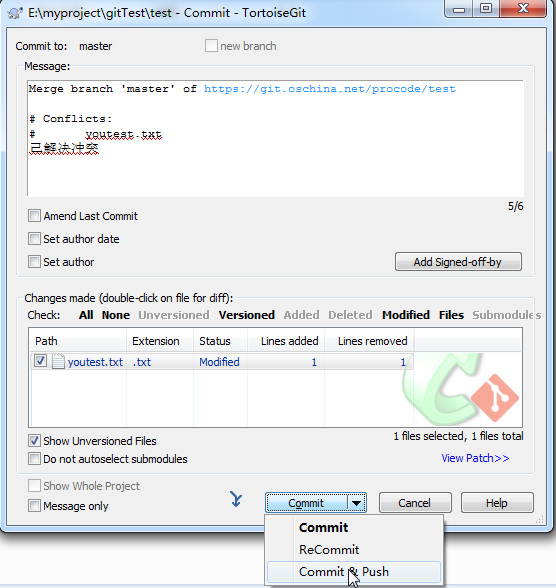 E:\myproject\gitTest\test - Commit - TortoiseGit
Commit to: master new branch
Message:
Merge branch 'master' of https://git.oschina.net/procode/test
# Conflicts:
# youtest.txt
已解决冲突
5/6
Amend Last Commit
Set author date
Set author
Add Signed-off-by
Changes made (double-click on file for diff):
Check: All None Unversioned Versioned Added Deleted Modified Files Submodules
Path Extension Status Lines added Lines removed
youtest.txt .txt Modified 1 1
Show Unversioned Files
1 files selected, 1 files total
Do not autoselect submodules
View Patch>>
Show Whole Project
Message only
Commit Cancel Help
Commit
ReCommit
Commit & Push